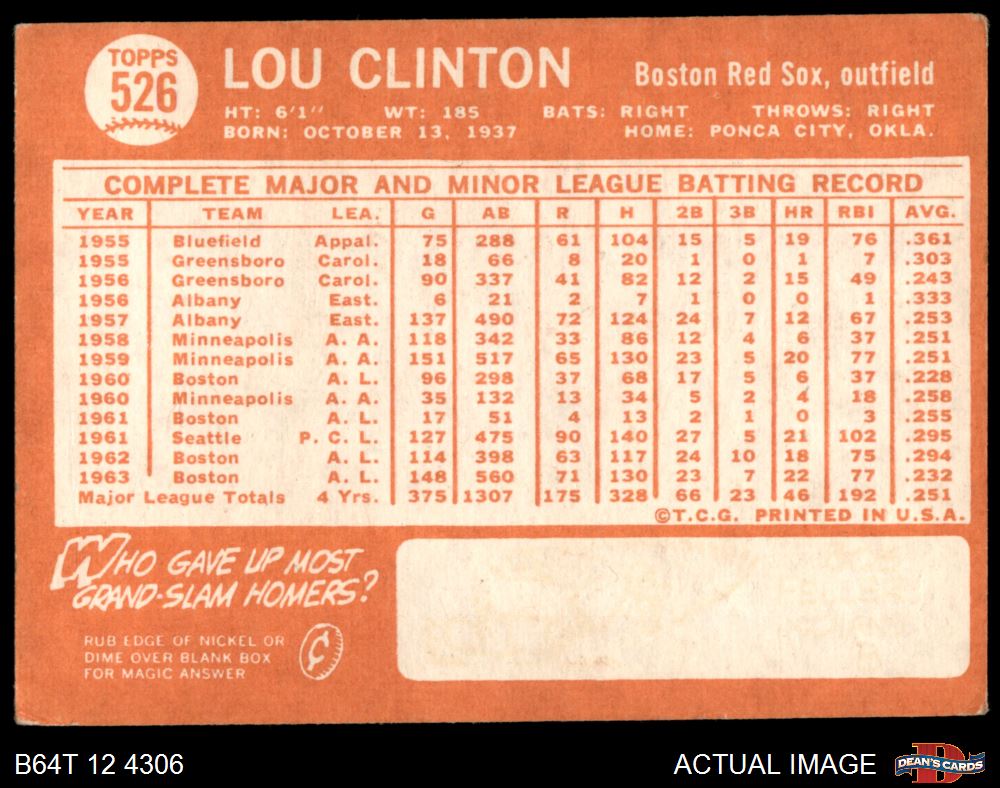 TOPPS
526
LOU CLINTON
Boston Red Sox, outfield
HT: 6'1" WT: 185 BATS: RIGHT THROWS: RIGHT
BORN: OCTOBER 13, 1937 HOME: PONCA CITY, OKLA.
COMPLETE MAJOR AND MINOR LEAGUE BATTING RECORD
YEAR TEAM LEA. G AB R H 2B 3B HR RBI AVG.
1955 Bluefield Appal. 75 288 61 104 15 5 19 76 .361
1955 Greensboro Carol. 18 66 8 20 1 0 1 7 .303
1956 Greensboro Carol. 90 337 41 82 12 2 15 49 .243
1956 Albany East. 6 21 2 7 1 0 0 1 .333
1957 Albany East. 137 490 72 124 24 7 12 67 .253
1958 Minneapolis A. A. 118 342 33 86 12 4 6 37 .251
1959 Minneapolis A. A. 151 517 65 130 23 5 20 77 .251
1960 Boston A. L. 96 298 37 68 17 5 6 37 .228
1960 Minneapolis A. A. 35 132 13 34 5 2 4 18 .258
1961 Boston A. L. 17 51 4 13 2 1 0 3 .255
1961 Seattle P. C. L. 127 475 90 140 27 5 21 102 .295
1962 Boston A. L. 114 398 63 117 24 10 18 75 .294
1963 Boston A. L. 148 560 71 130 23 7 22 77 .232
Major League Totals 4 Yrs. 375 1307 175 328 66 23 46 192 .251
©T.C.G. PRINTED IN U.S.A.
WHO GAVE UP MOST
GRAND-SLAM HOMERS?
RUB EDGE OF NICKEL OR
DIME OVER BLANK BOX
FOR MAGIC ANSWER
¢
B64T 12 4306
ACTUAL IMAGE
D
DEAN'S CARDS